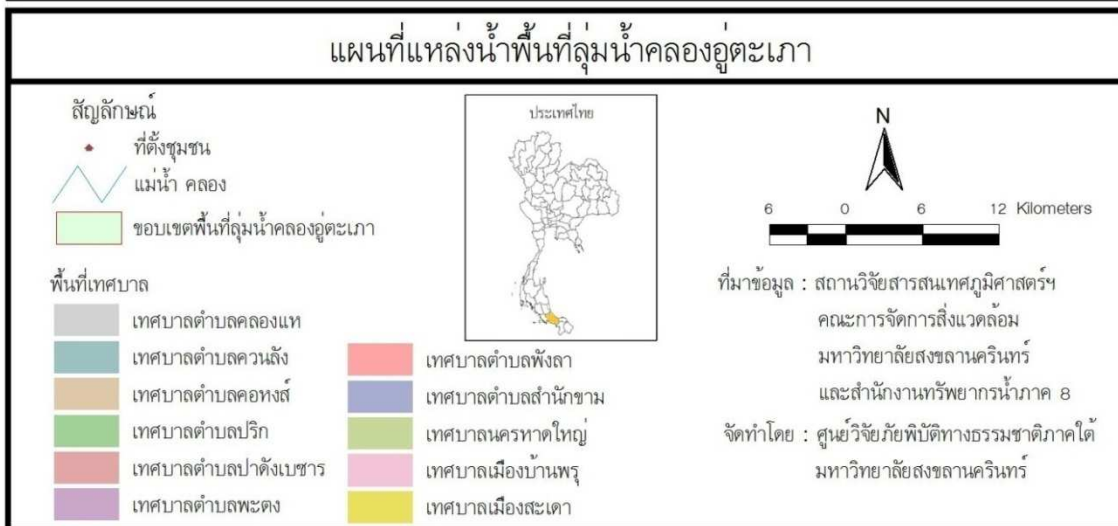 แผนที่แหล่งน้ำพื้นที่ลุ่มน้ำคลองอู่ตะเภา
สัญลักษณ์
ที่ตั้งชุมชน
แม่น้ำ คลอง
ขอบเขตพื้นที่ลุ่มน้ำคลองอู่ตะเภา
พื้นที่เทศบาล
เทศบาลตำบลคลองแห
เทศบาลตำบลควนลัง
เทศบาลตำบลคอหงส์
เทศบาลตำบลปริก
เทศบาลตำบลปาดังเบซาร
เทศบาลตำบลพะตง
เทศบาลตำบลพังลา
เทศบาลตำบลสำนักขาม
เทศบาลนครหาดใหญ่
เทศบาลเมืองบ้านพรุ
เทศบาลเมืองสะเดา
ประเทศไทย
N
6 0 6 12 Kilometers
ที่มาข้อมูล : สถานวิจัยสารสนเทศภูมิศาสตร์ฯ
คณะการจัดการสิ่งแวดล้อม
มหาวิทยาลัยสงขลานครินทร์
และสำนักงานทรัพยากรน้ำภาค 8
จัดทำโดย : ศูนย์วิจัยภัยพิบัติทางธรรมชาติภาคใต้
มหาวิทยาลัยสงขลานครินทร์